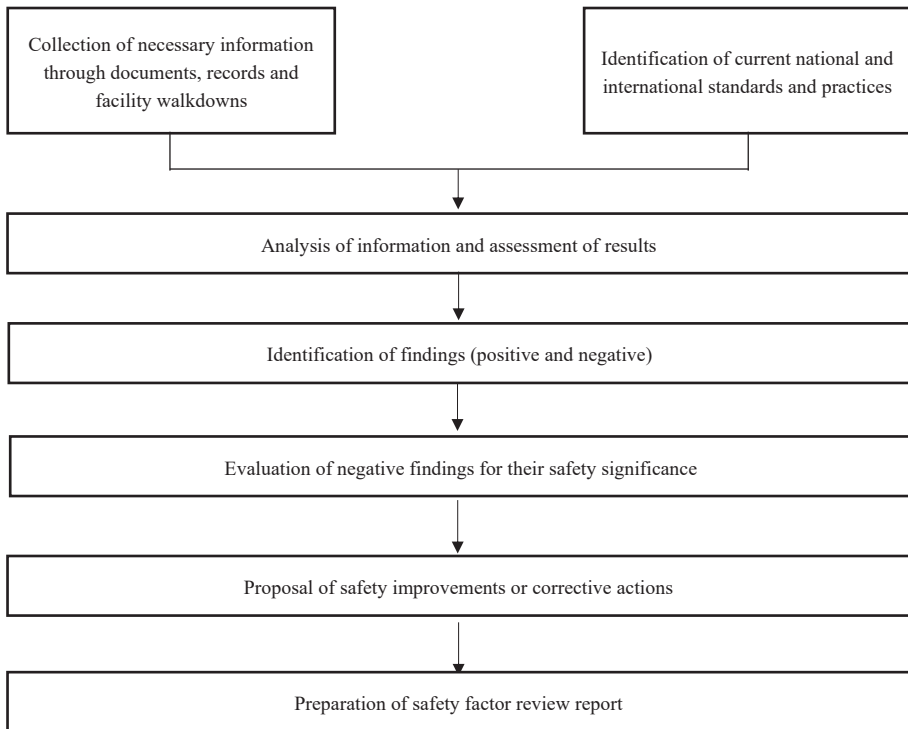 Collection of necessary information
through documents, records and
facility walkdowns
Identification of current national and
international standards and practices
Analysis of information and assessment of results
Identification of findings (positive and negative)
Evaluation of negative findings for their safety significance
Proposal of safety improvements or corrective actions
Preparation of safety factor review report